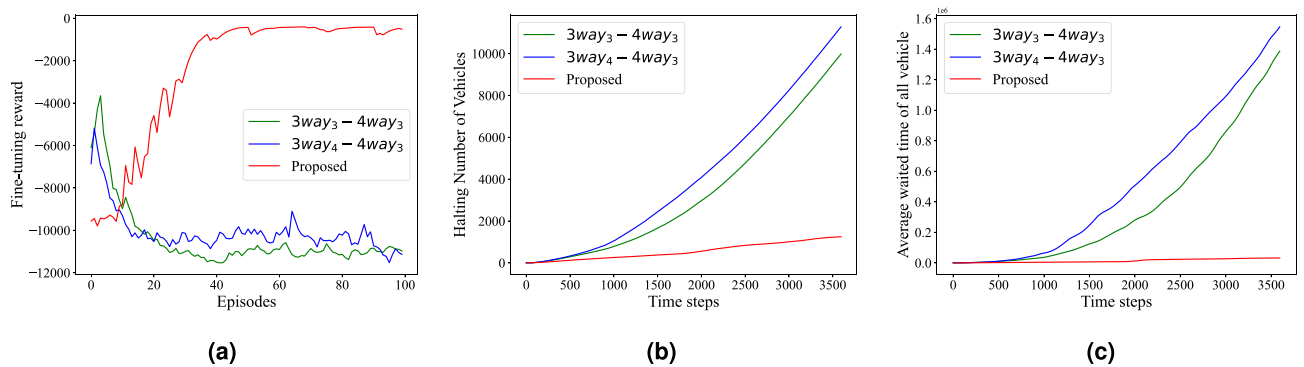 0
−2000
−4000
−6000
−8000
−10000
−12000
Fine-tuning reward
3way₃ − 4way₃
3way₄ − 4way₃
Proposed
0 20 40 60 80 100
Episodes
(a)
10000
8000
6000
4000
2000
0
Halting Number of Vehicles
3way₃ − 4way₃
3way₄ − 4way₃
Proposed
0 500 1000 1500 2000 2500 3000 3500
Time steps
(b)
1e6
1.6
1.4
1.2
1.0
0.8
0.6
0.4
0.2
0.0
Average waited time of all vehicle
3way₃ − 4way₃
3way₄ − 4way₃
Proposed
0 500 1000 1500 2000 2500 3000 3500
Time steps
(c)